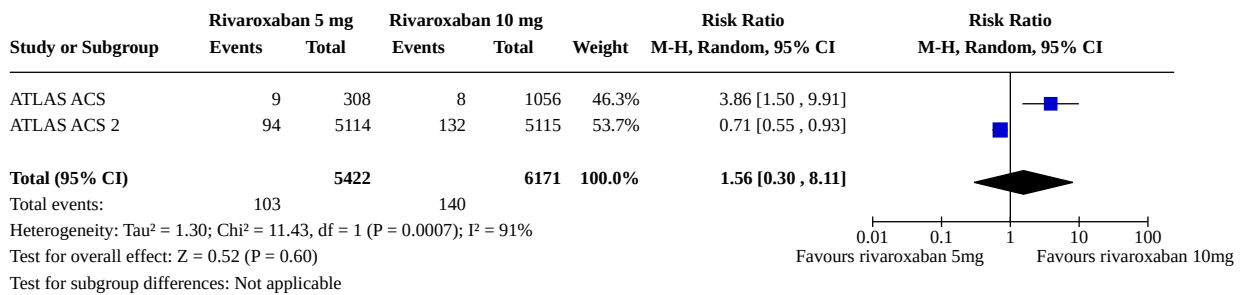 Rivaroxaban 5 mg Rivaroxaban 10 mg Risk Ratio Risk Ratio
Study or Subgroup Events Total Events Total Weight M-H, Random, 95% CI M-H, Random, 95% CI
ATLAS ACS 9 308 8 1056 46.3% 3.86 [1.50 , 9.91]
ATLAS ACS 2 94 5114 132 5115 53.7% 0.71 [0.55 , 0.93]
Total (95% CI) 5422 6171 100.0% 1.56 [0.30 , 8.11]
Total events: 103 140
Heterogeneity: Tau² = 1.30; Chi² = 11.43, df = 1 (P = 0.0007); I² = 91%
0.01 0.1 1 10 100
Test for overall effect: Z = 0.52 (P = 0.60) Favours rivaroxaban 5mg Favours rivaroxaban 10mg
Test for subgroup differences: Not applicable